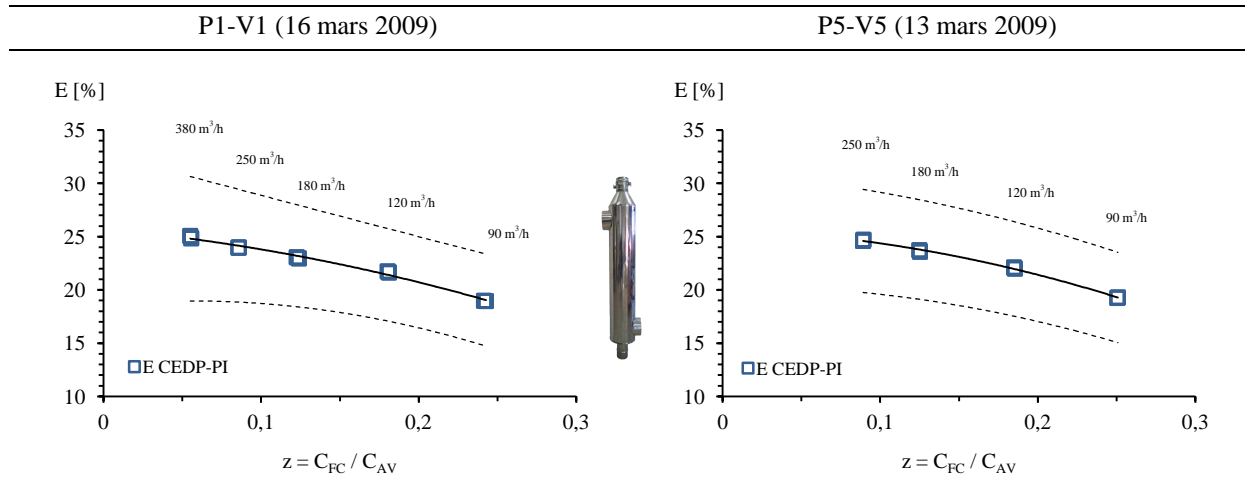 P1-V1 (16 mars 2009)
P5-V5 (13 mars 2009)
E [%]
380 m³/h
250 m³/h
180 m³/h
120 m³/h
90 m³/h
35
30
25
20
15
10
E CEDP-PI
0
0,1
0,2
0,3
z = C_FC / C_AV
E [%]
250 m³/h
180 m³/h
120 m³/h
90 m³/h
35
30
25
20
15
10
E CEDP-PI
0
0,1
0,2
0,3
z = C_FC / C_AV